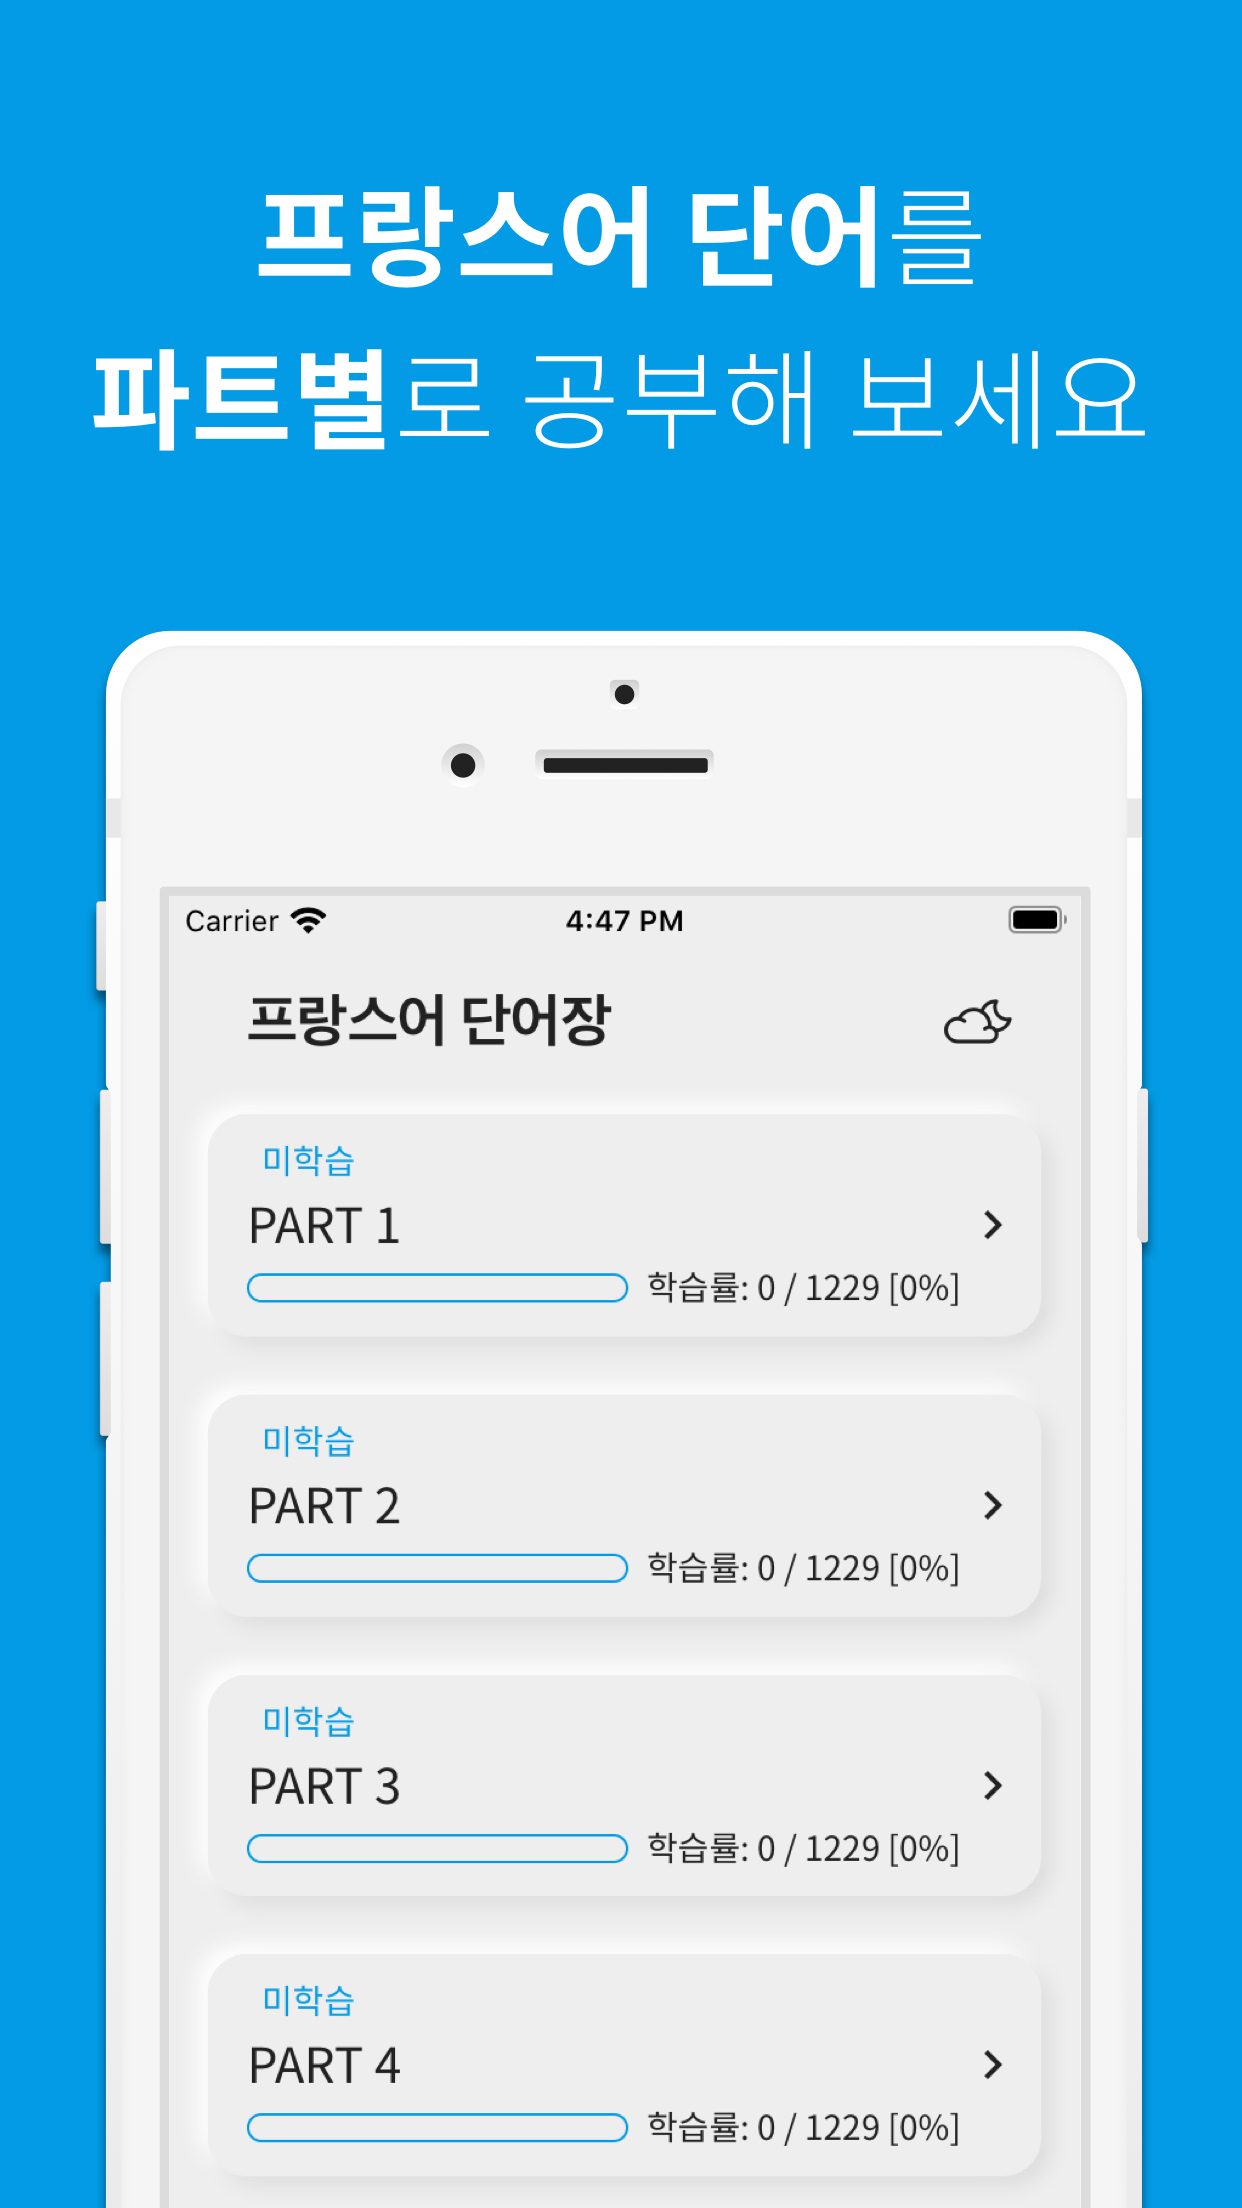 프랑스어 단어를
파트별로 공부해 보세요
Carrier 4:47 PM
프랑스어 단어장
미학습
PART 1
학습률: 0 / 1229 [0%]
미학습
PART 2
학습률: 0 / 1229 [0%]
미학습
PART 3
학습률: 0 / 1229 [0%]
미학습
PART 4
학습률: 0 / 1229 [0%]